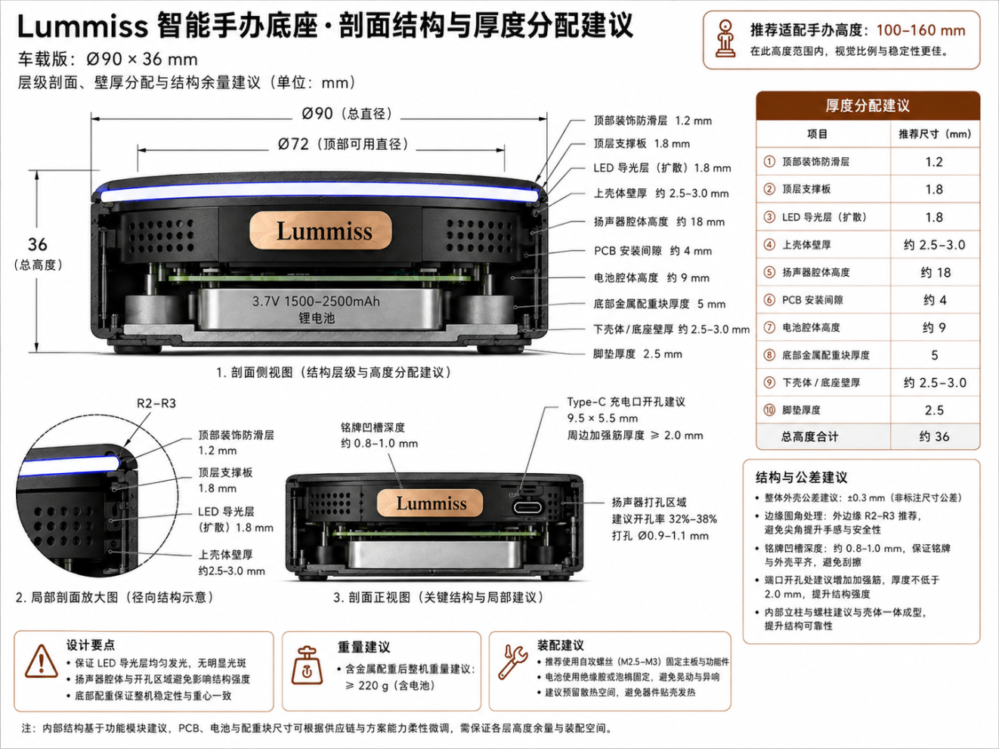 Lummiss 智能手办底座·剖面结构与厚度分配建议
车载版：Ø90 × 36 mm
层级剖面、壁厚分配与结构余量建议（单位：mm）
推荐适配手办高度：100–160 mm
在此高度范围内，视觉比例与稳定性更佳。
Ø90（总直径）
Ø72（顶部可用直径）
36
（总高度）
Lummiss
3.7V 1500–2500mAh
锂电池
顶部装饰防滑层 1.2 mm
顶层支撑板 1.8 mm
LED 导光层（扩散）1.8 mm
上壳体壁厚 约 2.5–3.0 mm
扬声器腔体高度 约 18 mm
PCB 安装间隙 约 4 mm
电池腔体高度 约 9 mm
底部金属配重块厚度 5 mm
下壳体/底座壁厚 约 2.5–3.0 mm
脚垫厚度 2.5 mm
1. 剖面侧视图（结构层级与高度分配建议）
厚度分配建议
项目 推荐尺寸（mm）
① 顶部装饰防滑层 1.2
② 顶层支撑板 1.8
③ LED 导光层（扩散） 1.8
④ 上壳体壁厚 约 2.5–3.0
⑤ 扬声器腔体高度 约 18
⑥ PCB 安装间隙 约 4
⑦ 电池腔体高度 约 9
⑧ 底部金属配重块厚度 5
⑨ 下壳体 / 底座壁厚 约 2.5–3.0
⑩ 脚垫厚度 2.5
总高度合计 约 36
R2–R3
顶部装饰防滑层
1.2 mm
顶层支撑板
1.8 mm
LED 导光层
（扩散）1.8 mm
上壳体壁厚
约2.5–3.0 mm
2. 局部剖面放大图（径向结构示意）
铭牌凹槽深度
约 0.8–1.0 mm
Type-C 充电口开孔建议
9.5 × 5.5 mm
周边加强筋厚度 ≥ 2.0 mm
Lummiss
扬声器打孔区域
建议开孔率 32%–38%
打孔 Ø0.9–1.1 mm
3. 剖面正视图（关键结构与局部建议）
结构与公差建议
• 整体外壳公差建议：±0.3 mm（非标注尺寸公差）
• 边缘圆角处理：外边缘 R2–R3 推荐，
避免尖角提升手感与安全性
• 铭牌凹槽深度：约 0.8–1.0 mm，保证铭牌
与外壳平齐，避免刮擦
• 端口开孔处建议增加加强筋，厚度不低于
2.0 mm，提升结构强度
• 内部立柱与螺柱建议与壳体一体成型，
提升结构可靠性
设计要点
• 保证 LED 导光层均匀发光，无明显光斑
• 扬声器腔体与开孔区域避免影响结构强度
• 底部配重保证整机稳定性与重心一致
重量建议
• 含金属配重后整机重量建议：
≥ 220 g（含电池）
装配建议
• 推荐使用自攻螺丝（M2.5–M3）固定主板与功能件
• 电池使用绝缘胶或泡棉固定，避免晃动与异响
• 建议预留散热空间，避免器件贴壳发热
注：内部结构基于功能模块建议，PCB、电池与配重块尺寸可根据供应链与方案能力柔性微调，需保证各层高度余量与装配空间。